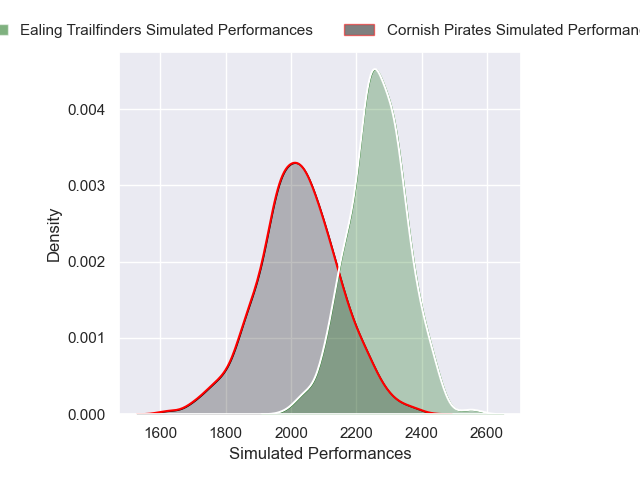 Ealing Trailfinders Simulated Performances
Cornish Pirates Simulated
0.004
0.003
0.002
0.001
0.000
Density
1600 1800 2000 2200 2400 2600
Simulated Performances